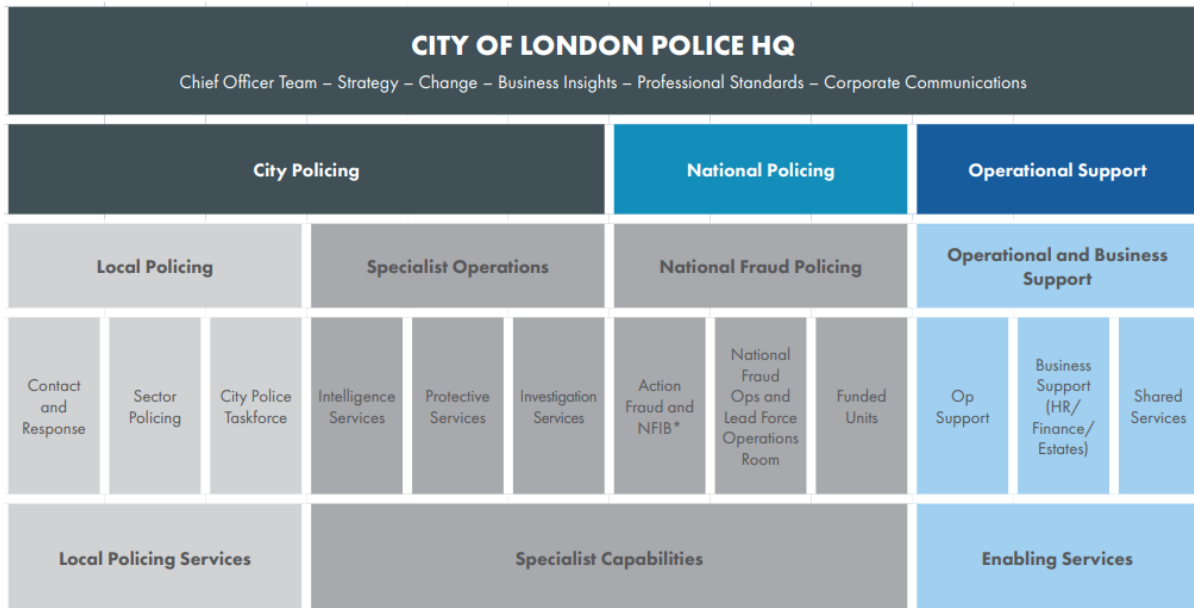 CITY OF LONDON POLICE HQ
Chief Officer Team – Strategy – Change – Business Insights – Professional Standards – Corporate Communications
City Policing
National Policing
Operational Support
Local Policing
Specialist Operations
National Fraud Policing
Operational and Business
Support
Contact
and
Response
Sector
Policing
City Police
Taskforce
Intelligence
Services
Protective
Services
Investigation
Services
Action
Fraud and
NFIB*
National
Fraud
Ops and
Lead Force
Operations
Room
Funded
Units
Op
Support
Business
Support
(HR/
Finance/
Estates)
Shared
Services
Local Policing Services
Specialist Capabilities
Enabling Services